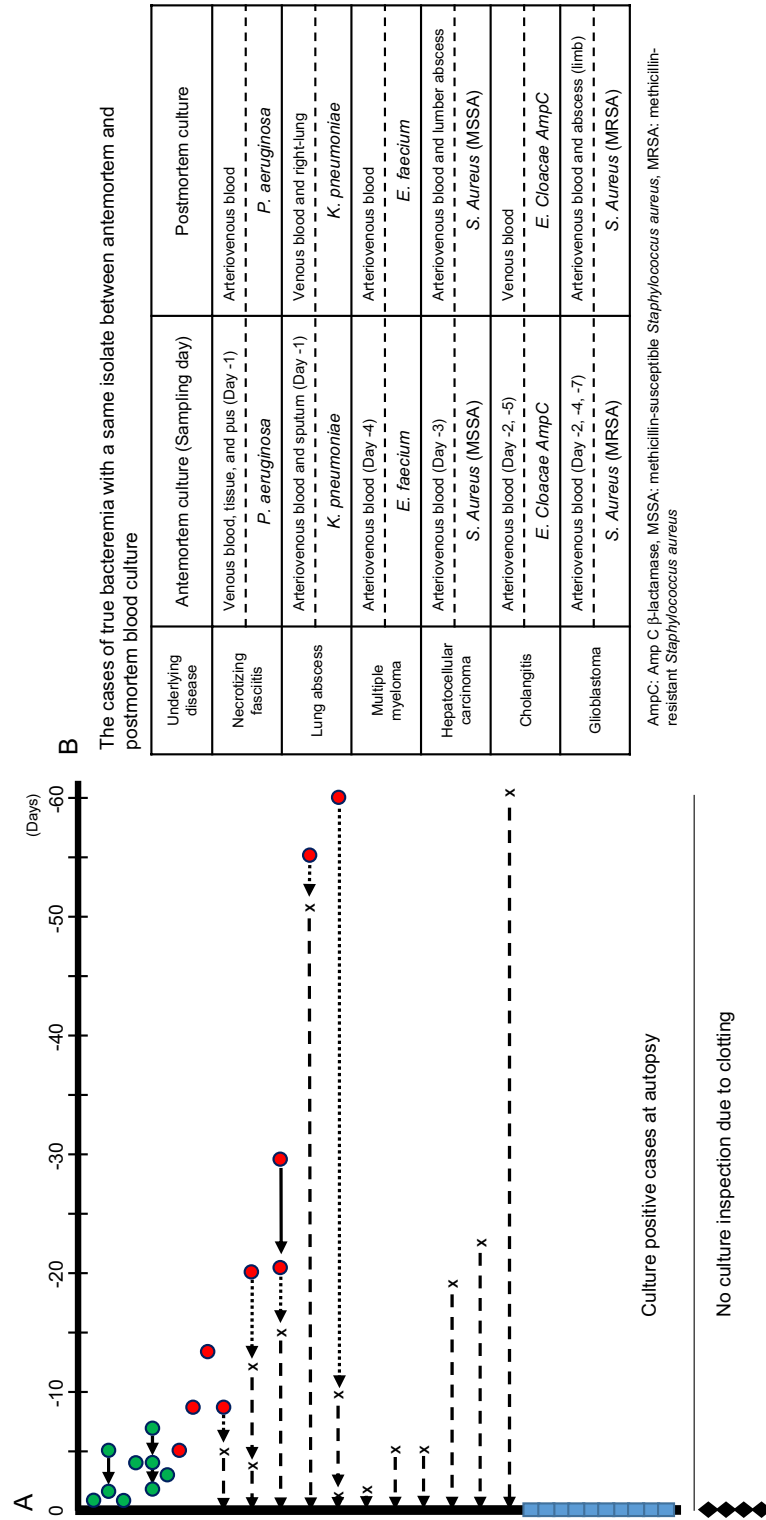 A
(Days)
0
-10
-20
-30
-40
-50
-60
x
x
x
x
x
x
x
x
x
x
x
x
x
x
Culture positive cases at autopsy
No culture inspection due to clotting
B
The cases of true bacteremia with a same isolate between antemortem and
postmortem blood culture
Underlying
disease
Antemortem culture (Sampling day)
Postmortem culture
Necrotizing
fasciitis
Venous blood, tissue, and pus (Day -1)
P. aeruginosa
Arteriovenous blood
P. aeruginosa
Lung abscess
Arteriovenous blood and sputum (Day -1)
K. pneumoniae
Venous blood and right-lung
K. pneumoniae
Multiple
myeloma
Arteriovenous blood (Day -4)
E. faecium
Arteriovenous blood
E. faecium
Hepatocellular
carcinoma
Arteriovenous blood (Day -3)
S. Aureus (MSSA)
Arteriovenous blood and lumber abscess
S. Aureus (MSSA)
Cholangitis
Arteriovenous blood (Day -2, -5)
E. Cloacae AmpC
Venous blood
E. Cloacae AmpC
Glioblastoma
Arteriovenous blood (Day -2, -4, -7)
S. Aureus (MRSA)
Arteriovenous blood and abscess (limb)
S. Aureus (MRSA)
AmpC: Amp C β-lactamase, MSSA: methicillin-susceptible Staphylococcus aureus, MRSA: methicillin-
resistant Staphylococcus aureus